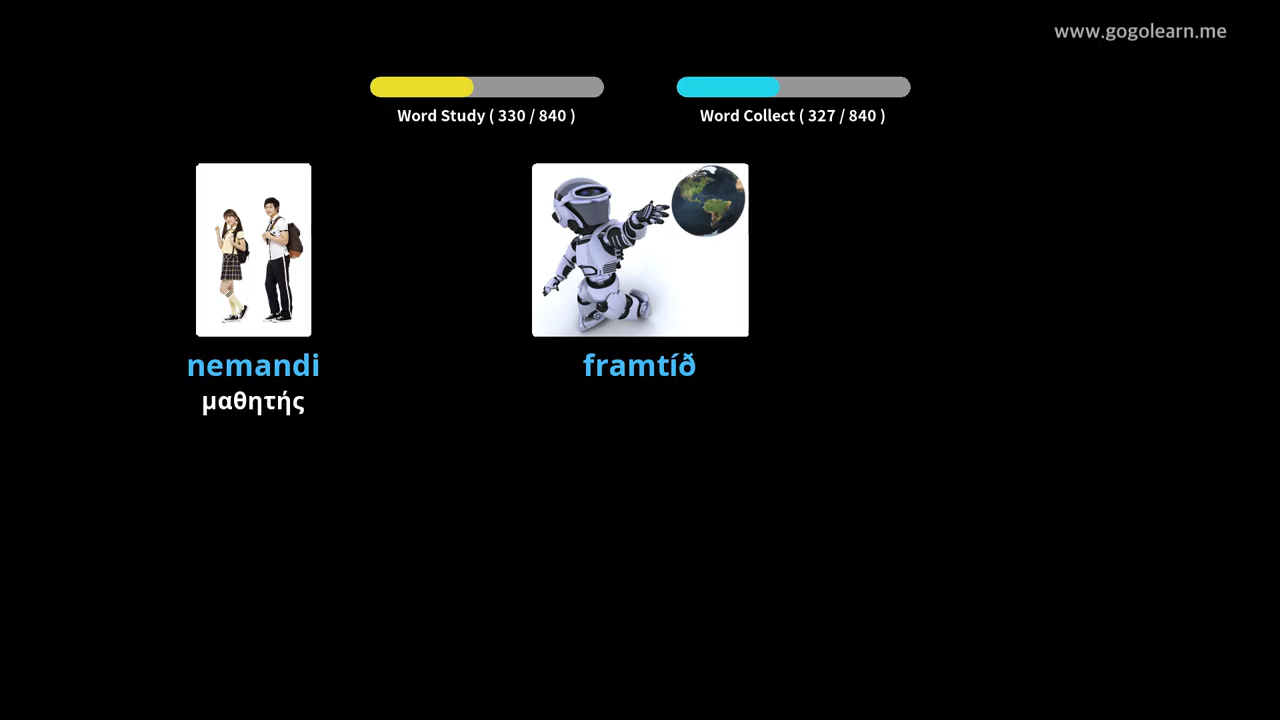 www.gogolearn.me
Word Study ( 330 / 840 )
Word Collect ( 327 / 840 )
nemandi
μαθητής
framtíð